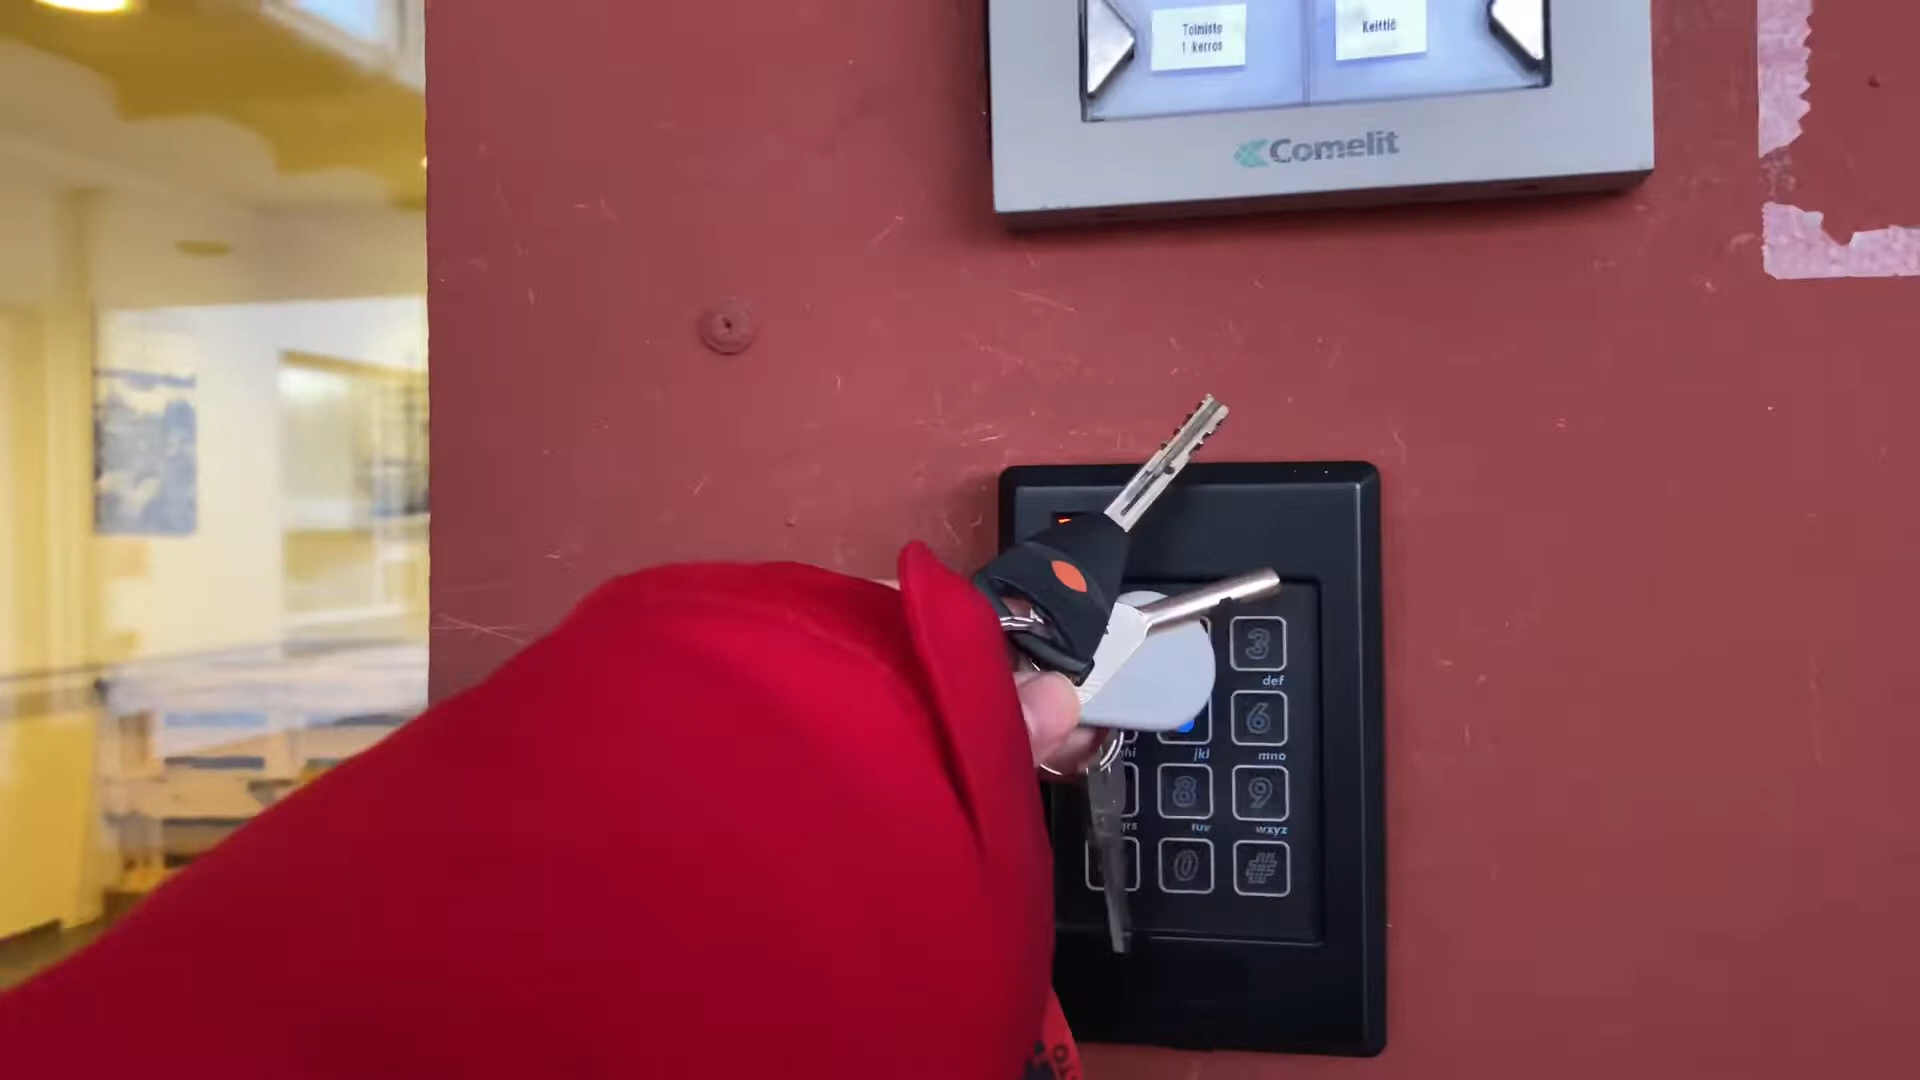 Toimisto
1 kerros
Keittiö
Comelit
3
def
6
jkl
mno
8
9
tuv
wxyz
0
#